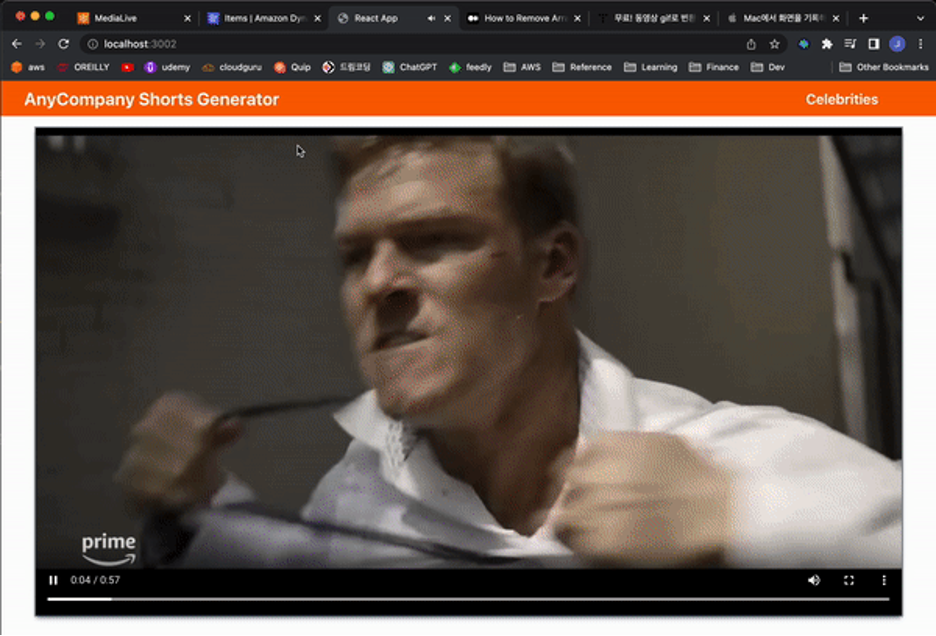 MediaLive
Items | Amazon Dyn
React App
How to Remove Arr
무료! 동영상 gif로 변환
Mac에서 화면을 기록하
localhost:3002
aws
OREILLY
udemy
cloudguru
Quip
드림코딩
ChatGPT
feedly
AWS
Reference
Learning
Finance
Dev
Other Bookmarks
AnyCompany Shorts Generator
Celebrities
prime
0:04 / 0:57